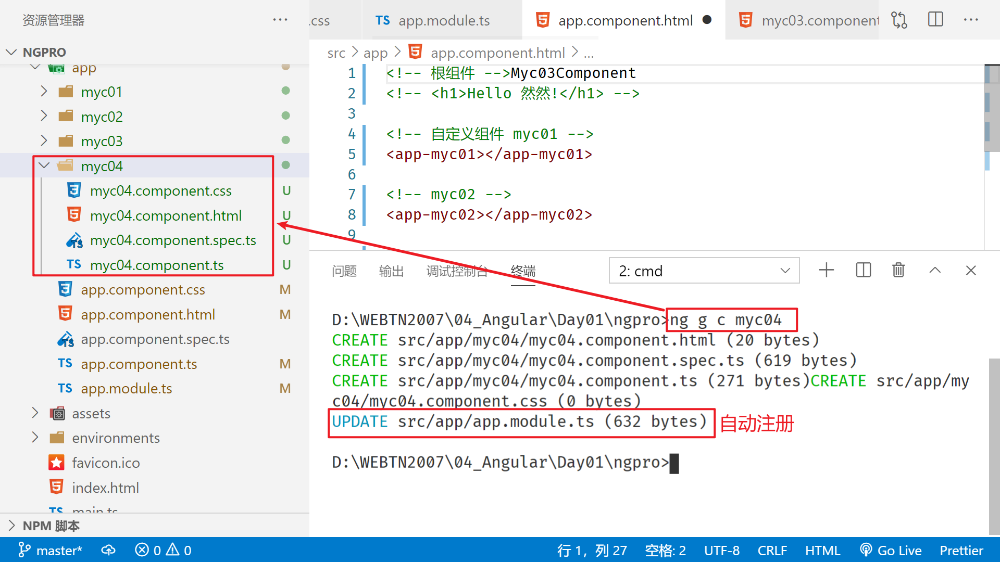 资源管理器
NGPRO
app
myc01
myc02
myc03
myc04
myc04.component.css U
myc04.component.html U
myc04.component.spec.ts U
myc04.component.ts U
app.component.css M
app.component.html M
app.component.spec.ts
app.component.ts M
app.module.ts M
assets
environments
favicon.ico
index.html
main.ts
NPM 脚本
.css
TS app.module.ts
app.component.html
myc03.component
src > app > app.component.html > ...
1 <!-- 根组件 -->Myc03Component
2 <!-- <h1>Hello 然然!</h1> -->
3
4 <!-- 自定义组件 myc01 -->
5 <app-myc01></app-myc01>
6
7 <!-- myc02 -->
8 <app-myc02></app-myc02>
9
问题 输出 调试控制台 终端 2: cmd
D:\WEBTN2007\04_Angular\Day01\ngpro>ng g c myc04
CREATE src/app/myc04/myc04.component.html (20 bytes)
CREATE src/app/myc04/myc04.component.spec.ts (619 bytes)
CREATE src/app/myc04/myc04.component.ts (271 bytes)CREATE src/app/my
c04/myc04.component.css (0 bytes)
UPDATE src/app/app.module.ts (632 bytes) 自动注册
D:\WEBTN2007\04_Angular\Day01\ngpro>
master* 0 0 行 1，列 27 空格: 2 UTF-8 CRLF HTML Go Live Prettier